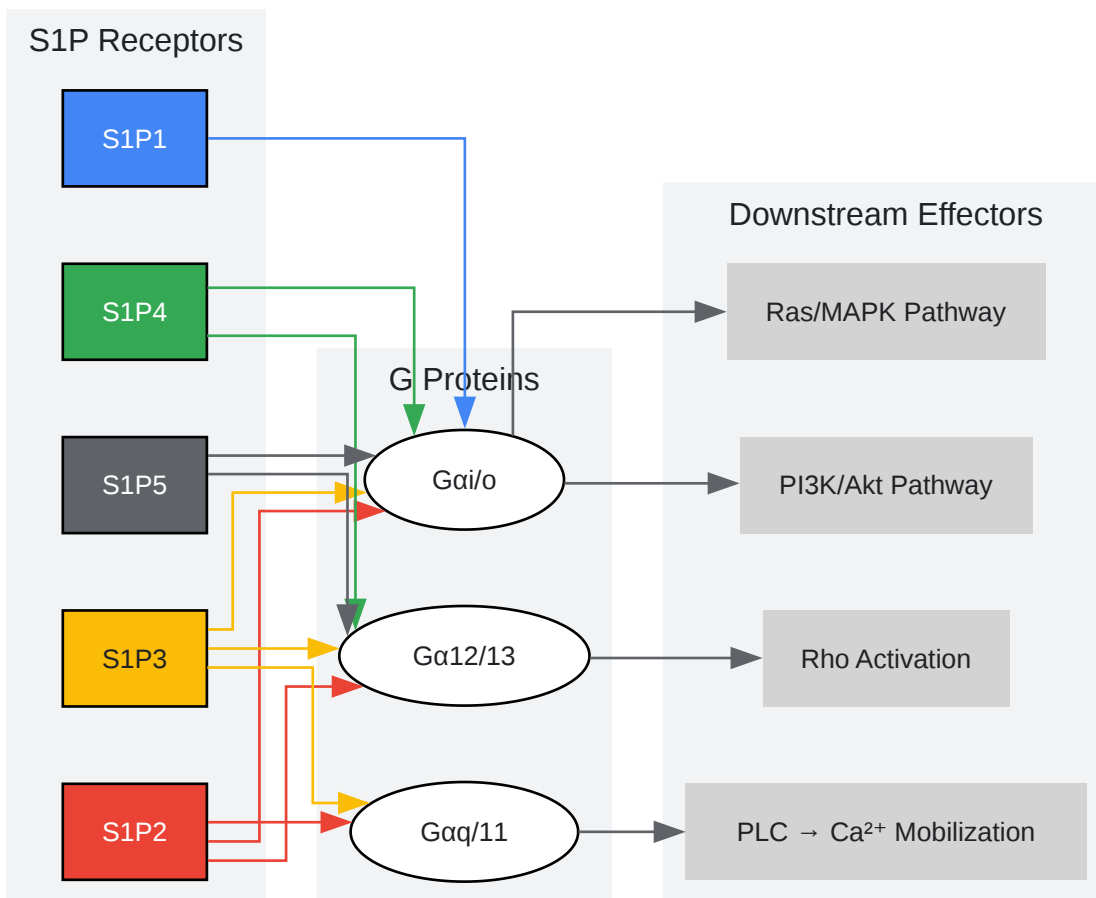 S1P Receptors
S1P1
S1P4
S1P5
S1P3
S1P2
G Proteins
Gαi/o
Gα12/13
Gαq/11
Downstream Effectors
Ras/MAPK Pathway
PI3K/Akt Pathway
Rho Activation
PLC → Ca²⁺ Mobilization